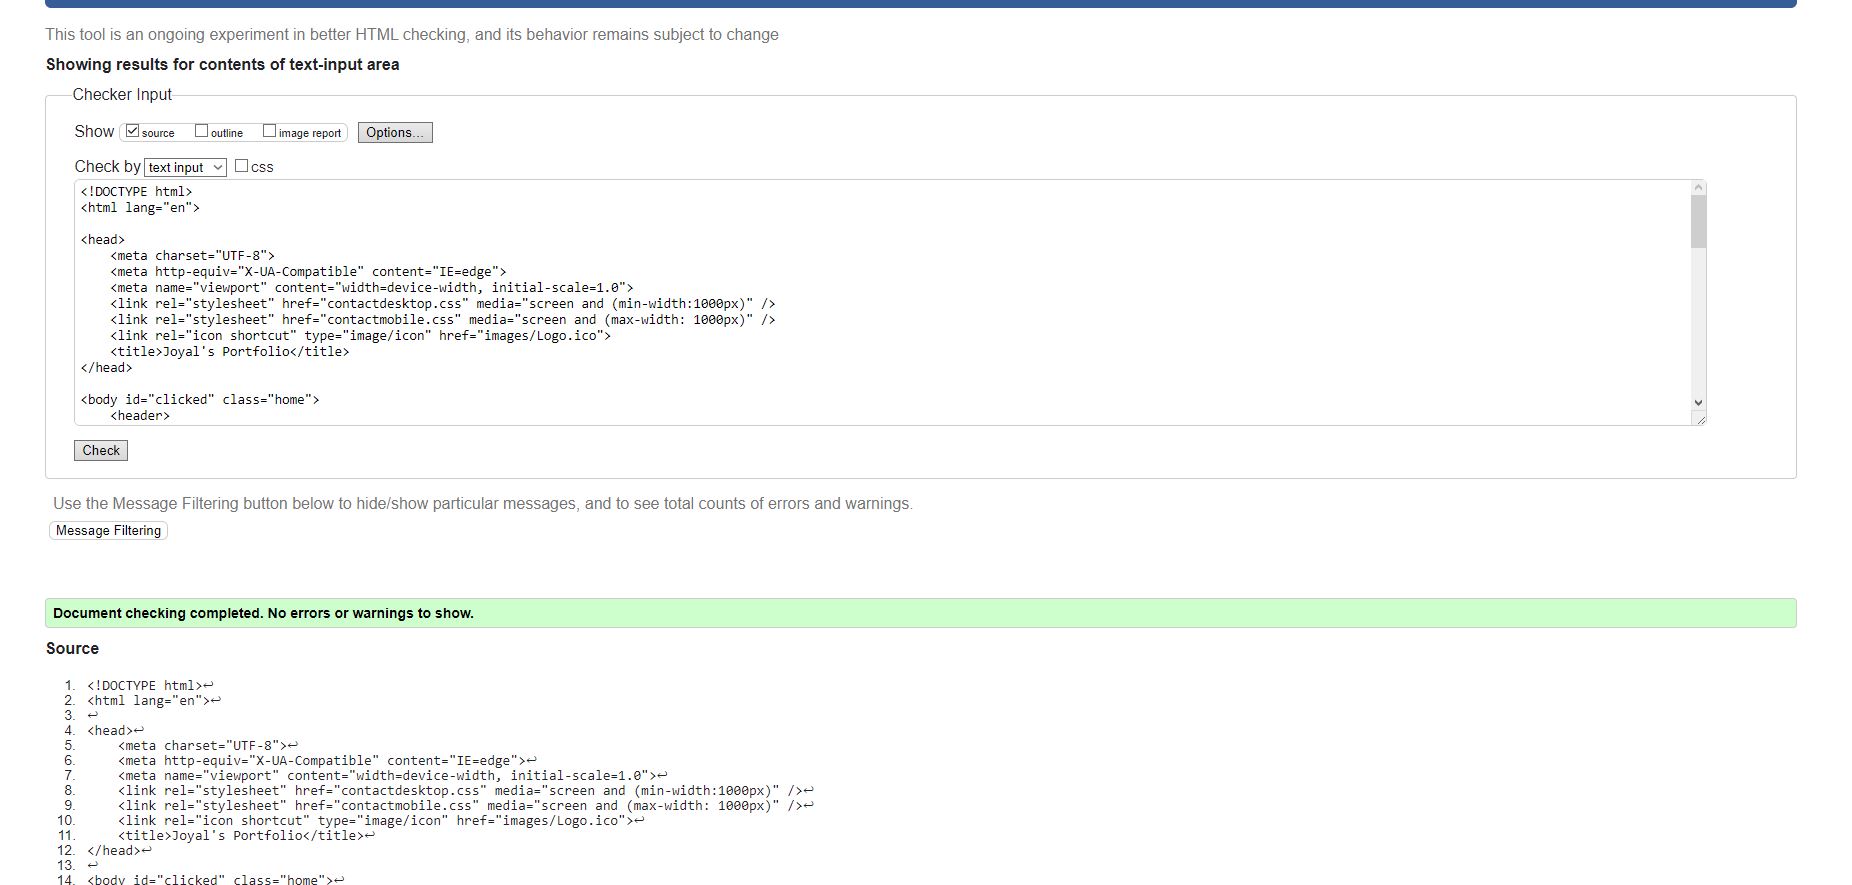 This tool is an ongoing experiment in better HTML checking, and its behavior remains subject to change
Showing results for contents of text-input area
Checker Input
Show source outline image report Options...
Check by text input css
<!DOCTYPE html>
<html lang="en">
<head>
    <meta charset="UTF-8">
    <meta http-equiv="X-UA-Compatible" content="IE=edge">
    <meta name="viewport" content="width=device-width, initial-scale=1.0">
    <link rel="stylesheet" href="contactdesktop.css" media="screen and (min-width:1000px)" />
    <link rel="stylesheet" href="contactmobile.css" media="screen and (max-width: 1000px)" />
    <link rel="icon shortcut" type="image/icon" href="images/Logo.ico">
    <title>Joyal's Portfolio</title>
</head>
<body id="clicked" class="home">
    <header>
Check
Use the Message Filtering button below to hide/show particular messages, and to see total counts of errors and warnings.
Message Filtering
Document checking completed. No errors or warnings to show.
Source
1. <!DOCTYPE html>↩
2. <html lang="en">↩
3. ↩
4. <head>↩
5.     <meta charset="UTF-8">↩
6.     <meta http-equiv="X-UA-Compatible" content="IE=edge">↩
7.     <meta name="viewport" content="width=device-width, initial-scale=1.0">↩
8.     <link rel="stylesheet" href="contactdesktop.css" media="screen and (min-width:1000px)" />↩
9.     <link rel="stylesheet" href="contactmobile.css" media="screen and (max-width: 1000px)" />↩
10.     <link rel="icon shortcut" type="image/icon" href="images/Logo.ico">↩
11.     <title>Joyal's Portfolio</title>↩
12. </head>↩
13. ↩
14. <body id="clicked" class="home">↩